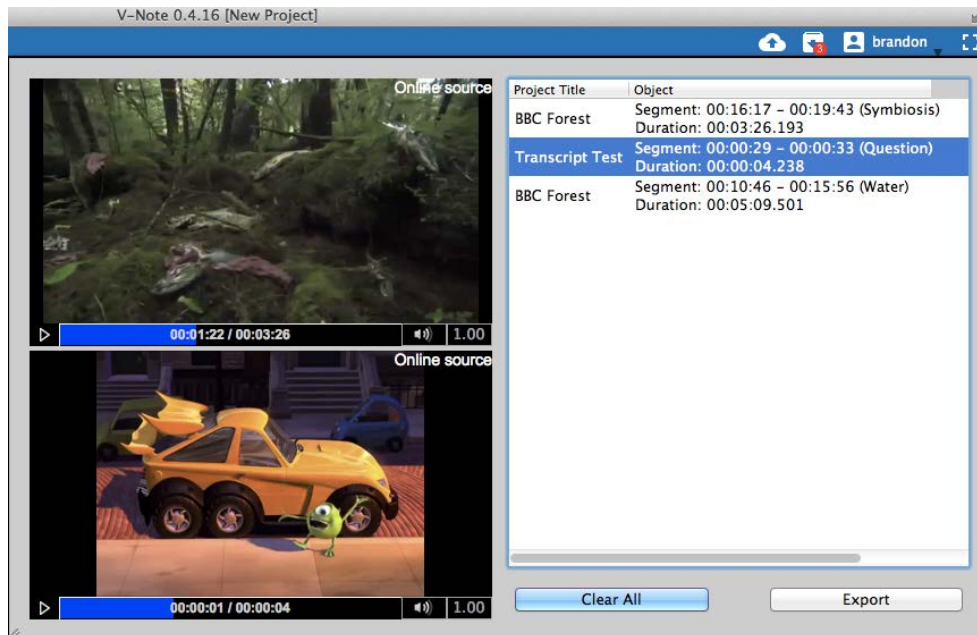 V-Note 0.4.16 [New Project]
3
brandon
Online source
00:01:22 / 00:03:26
1.00
Online source
00:00:01 / 00:00:04
1.00
Project Title Object
BBC Forest
Segment: 00:16:17 - 00:19:43 (Symbiosis)
Duration: 00:03:26.193
Transcript Test
Segment: 00:00:29 - 00:00:33 (Question)
Duration: 00:00:04.238
BBC Forest
Segment: 00:10:46 - 00:15:56 (Water)
Duration: 00:05:09.501
Clear All
Export